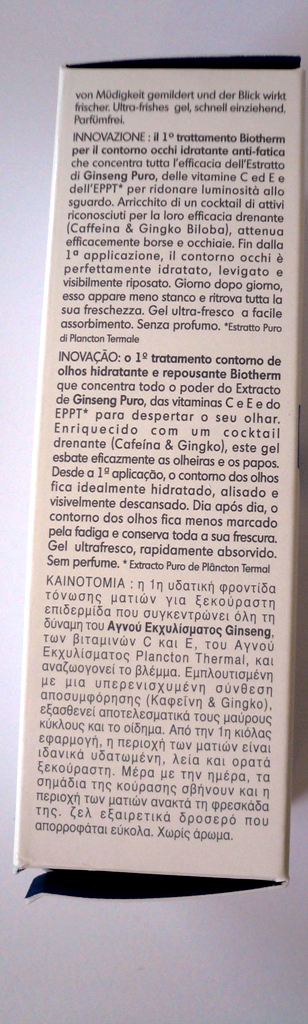 von Müdigkeit gemildert und der Blick wirkt
frischer. Ultra-frishes gel, schnell einziehend.
Parfümfrei.
INNOVAZIONE : il 1° trattamento Biotherm
per il contorno occhi idratante anti-fatica
che concentra tutta l'efficacia dell'Estratto
di Ginseng Puro, delle vitamine C ed E e
dell'EPPT* per ridonare luminosità allo
sguardo. Arricchito di un cocktail di attivi
riconosciuti per la loro efficacia drenante
(Caffeina & Gingko Biloba), attenua
efficacemente borse e occhiaie. Fin dalla
1ª applicazione, il contorno occhi è
perfettamente idratato, levigato e
visibilmente riposato. Giorno dopo giorno,
esso appare meno stanco e ritrova tutta la
sua freschezza. Gel ultra-fresco a facile
assorbimento. Senza profumo. *Estratto Puro
di Plancton Termale
INOVAÇÃO: o 1º tratamento contorno de
olhos hidratante e repousante Biotherm
que concentra todo o poder do Extracto
de Ginseng Puro, das vitaminas C e E e do
EPPT* para despertar o seu olhar.
Enriquecido com um cocktail
drenante (Cafeína & Gingko), este gel
esbate eficazmente as olheiras e os papos.
Desde a 1ª aplicação, o contorno dos olhos
fica idealmente hidratado, alisado e
visivelmente descansado. Dia após dia, o
contorno dos olhos fica menos marcado
pela fadiga e conserva toda a sua frescura.
Gel ultrafresco, rapidamente absorvido.
Sem perfume. * Extracto Puro de Plâncton Termal
ΚΑΙΝΟΤΟΜΙΑ : η 1η υδατική φροντίδα
τόνωσης ματιών για ξεκούραστη
επιδερμίδα που συγκεντρώνει όλη τη
δύναμη του Αγνού Εκχυλίσματος Ginseng,
των βιταμινών C και E, του Αγνού
Εκχυλίσματος Plancton Thermal, και
αναζωογονεί το βλέμμα. Εμπλουτισμένη
με μια υπερενισχυμένη σύνθεση
αποσυμφόρησης (Καφεΐνη & Gingko),
εξασθενεί αποτελεσματικά τους μαύρους
κύκλους και το οίδημα. Από την 1η κιόλας
εφαρμογή, η περιοχή των ματιών είναι
ιδανικά υδατωμένη, λεία και ορατά
ξεκούραστη. Μέρα με την ημέρα, τα
σημάδια της κούρασης σβήνουν και η
περιοχή των ματιών ανακτά τη φρεσκάδα
της. ζελ εξαιρετικά δροσερό που
απορροφάται εύκολα. Χωρίς άρωμα.